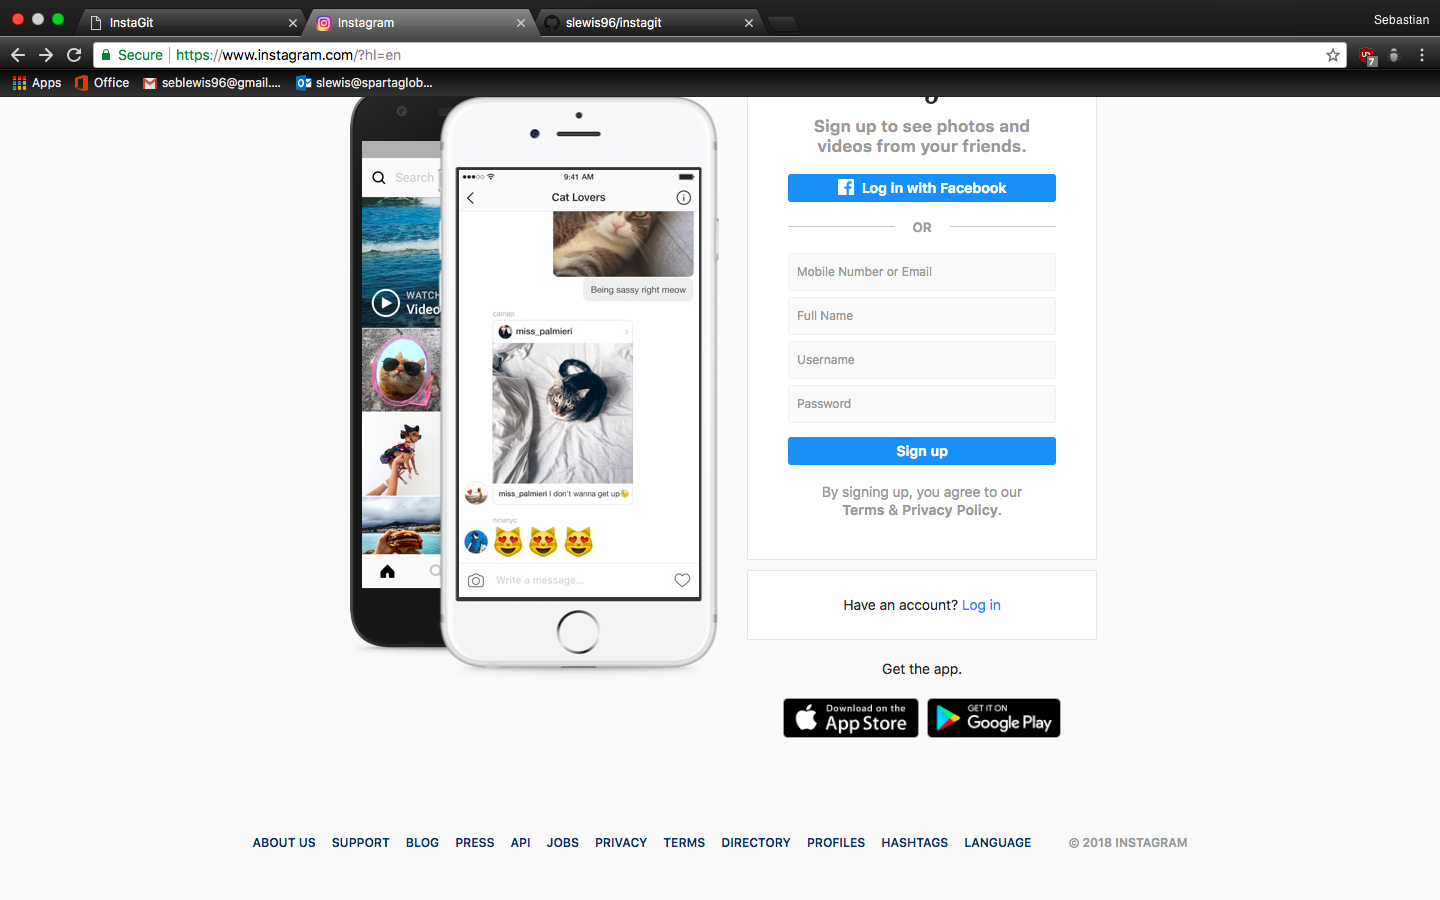 InstaGit
Instagram
slewis96/instagit
Sebastian
Secure
https://www.instagram.com/?hl=en
7
Apps
Office
seblewis96@gmail....
slewis@spartaglob...
Search
WATCH
Video
9:41 AM
Cat Lovers
Being sassy right meow
catnap
miss_palmieri
miss_palmieri I don't wanna get up😉
ninanyc
😻😻😻
Write a message...
Sign up to see photos and
videos from your friends.
Log in with Facebook
OR
Mobile Number or Email
Full Name
Username
Password
Sign up
By signing up, you agree to our
Terms & Privacy Policy.
Have an account? Log in
Get the app.
Download on the
App Store
GET IT ON
Google Play
ABOUT US SUPPORT BLOG PRESS API JOBS PRIVACY TERMS DIRECTORY PROFILES HASHTAGS LANGUAGE © 2018 INSTAGRAM